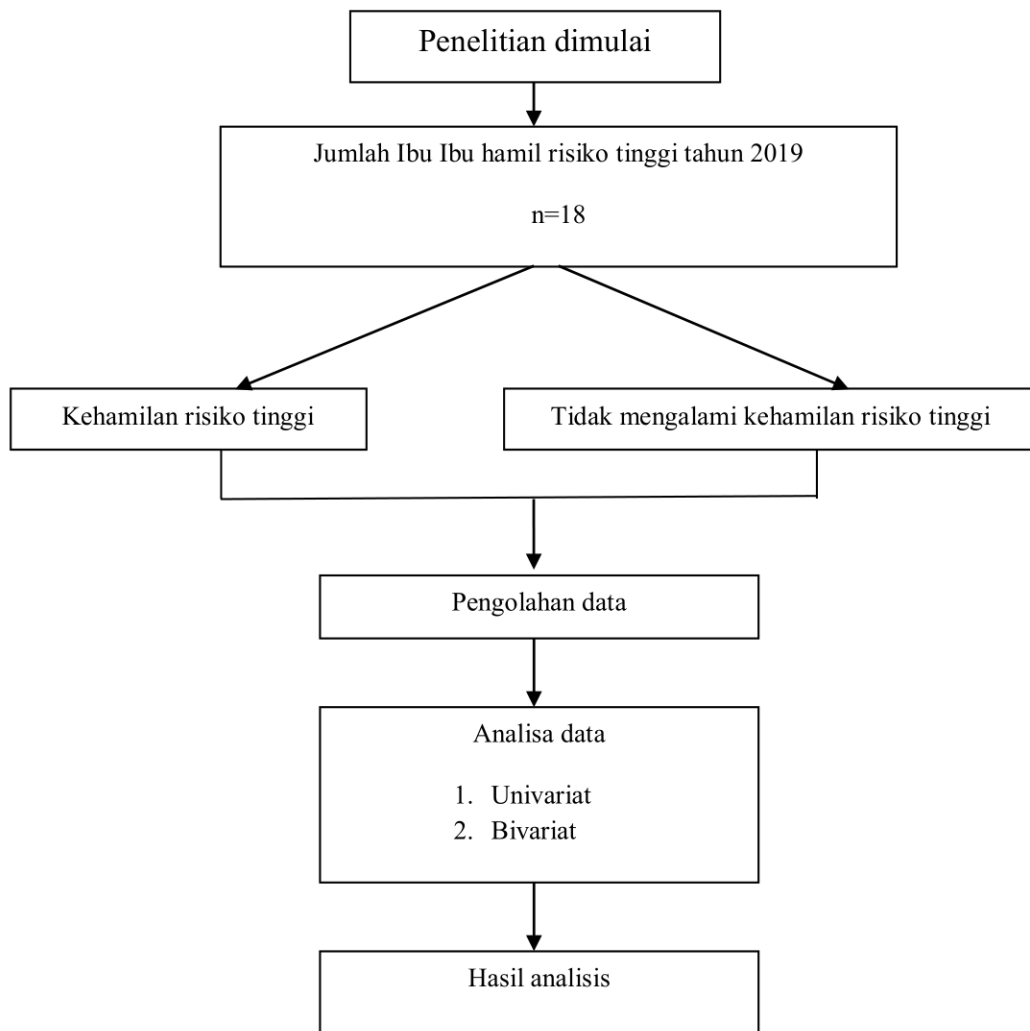 Penelitian dimulai
Jumlah Ibu Ibu hamil risiko tinggi tahun 2019
n=18
Kehamilan risiko tinggi
Tidak mengalami kehamilan risiko tinggi
Pengolahan data
Analisa data
1. Univariat
2. Bivariat
Hasil analisis